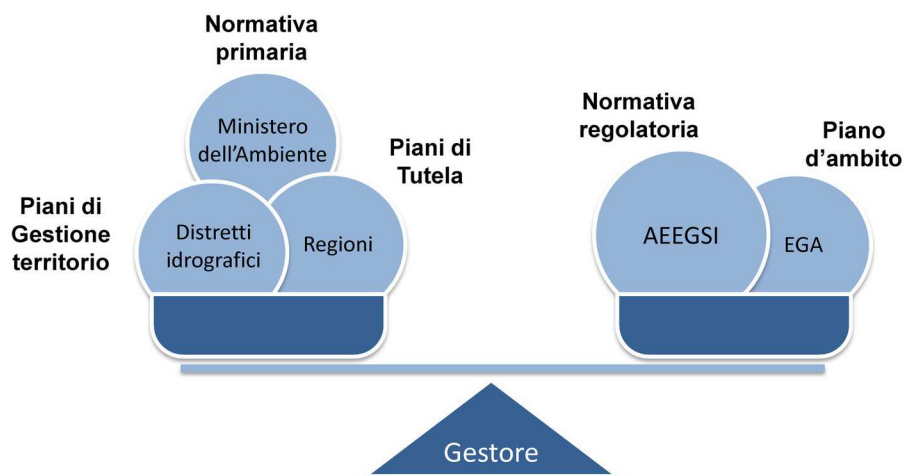 Normativa
primaria
Ministero
dell'Ambiente
Piani di
Tutela
Piani di
Gestione
territorio
Distretti
idrografici
Regioni
Normativa
regolatoria
Piano
d'ambito
AEEGSI
EGA
Gestore